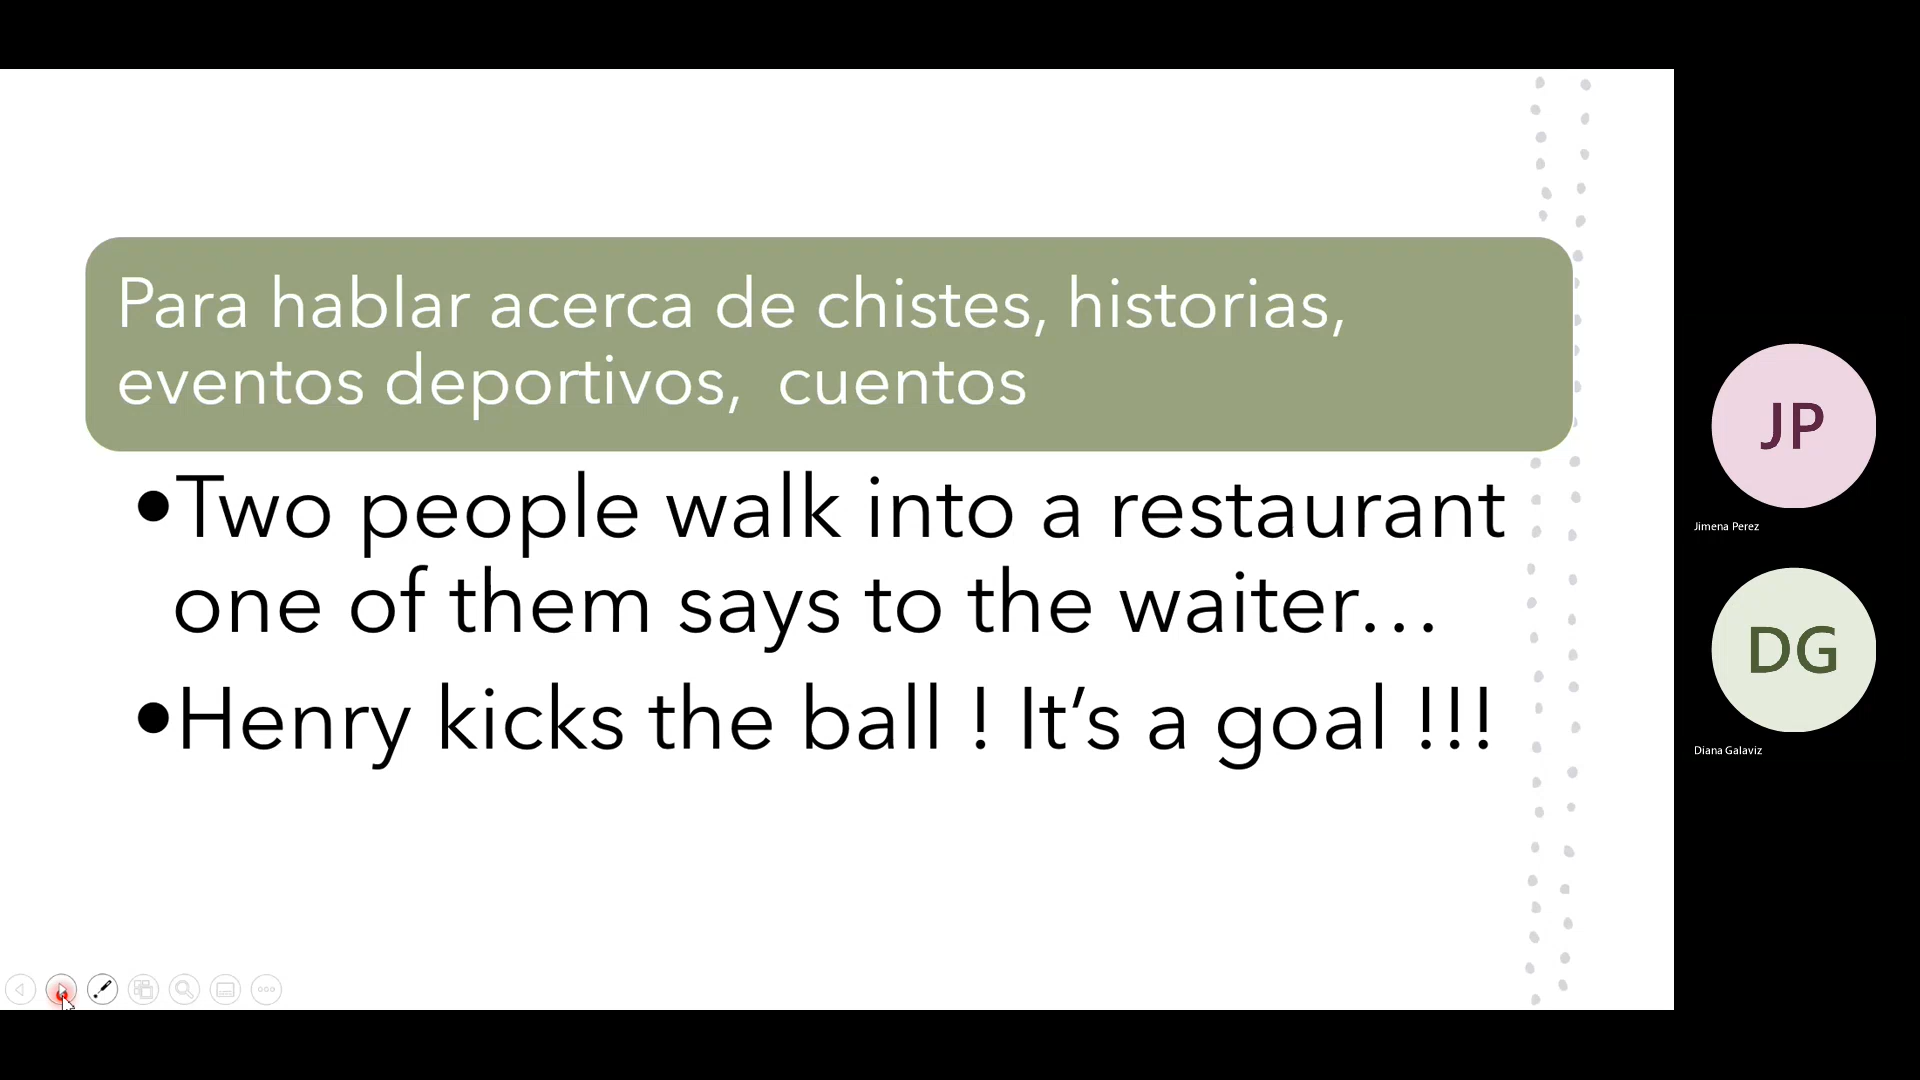 Para hablar acerca de chistes, historias,
eventos deportivos,  cuentos
•Two people walk into a restaurant
one of them says to the waiter…
•Henry kicks the ball ! It’s a goal !!!
JP
Jimena Perez
DG
Diana Galaviz